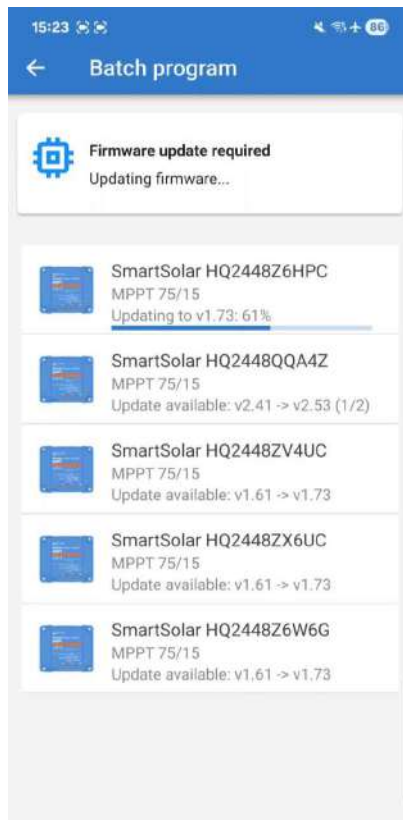 15:23
86
Batch program
Firmware update required
Updating firmware...
SmartSolar HQ2448Z6HPC
MPPT 75/15
Updating to v1.73: 61%
SmartSolar HQ2448QQA4Z
MPPT 75/15
Update available: v2.41 -> v2.53 (1/2)
SmartSolar HQ2448ZV4UC
MPPT 75/15
Update available: v1.61 -> v1.73
SmartSolar HQ2448ZX6UC
MPPT 75/15
Update available: v1.61 -> v1.73
SmartSolar HQ2448Z6W6G
MPPT 75/15
Update available: v1.61 -> v1.73